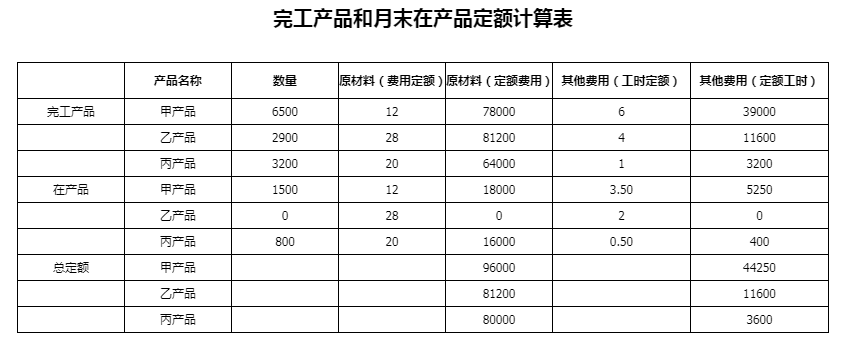 完工产品和月末在产品定额计算表
产品名称 数量 原材料（费用定额） 原材料（定额费用） 其他费用（工时定额） 其他费用（定额工时）
完工产品 甲产品 6500 12 78000 6 39000
乙产品 2900 28 81200 4 11600
丙产品 3200 20 64000 1 3200
在产品 甲产品 1500 12 18000 3.50 5250
乙产品 0 28 0 2 0
丙产品 800 20 16000 0.50 400
总定额 甲产品 96000 44250
乙产品 81200 11600
丙产品 80000 3600